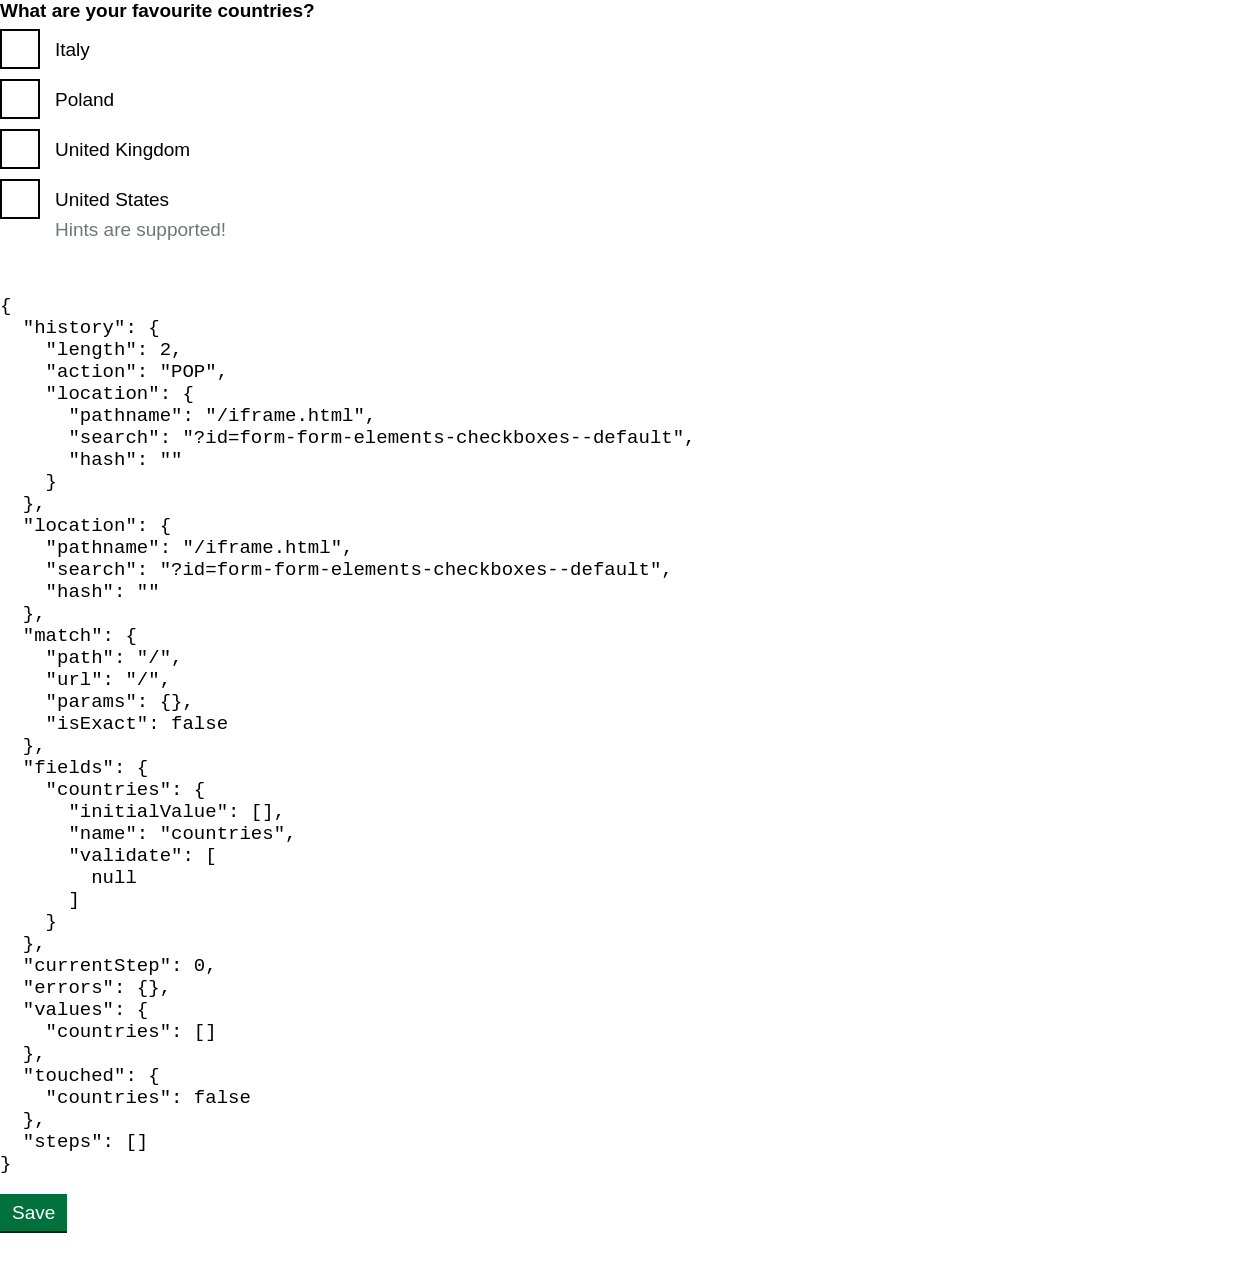 What are your favourite countries?
Italy
Poland
United Kingdom
United States
Hints are supported!
{
  "history": {
    "length": 2,
    "action": "POP",
    "location": {
      "pathname": "/iframe.html",
      "search": "?id=form-form-elements-checkboxes--default",
      "hash": ""
    }
  },
  "location": {
    "pathname": "/iframe.html",
    "search": "?id=form-form-elements-checkboxes--default",
    "hash": ""
  },
  "match": {
    "path": "/",
    "url": "/",
    "params": {},
    "isExact": false
  },
  "fields": {
    "countries": {
      "initialValue": [],
      "name": "countries",
      "validate": [
        null
      ]
    }
  },
  "currentStep": 0,
  "errors": {},
  "values": {
    "countries": []
  },
  "touched": {
    "countries": false
  },
  "steps": []
}
Save